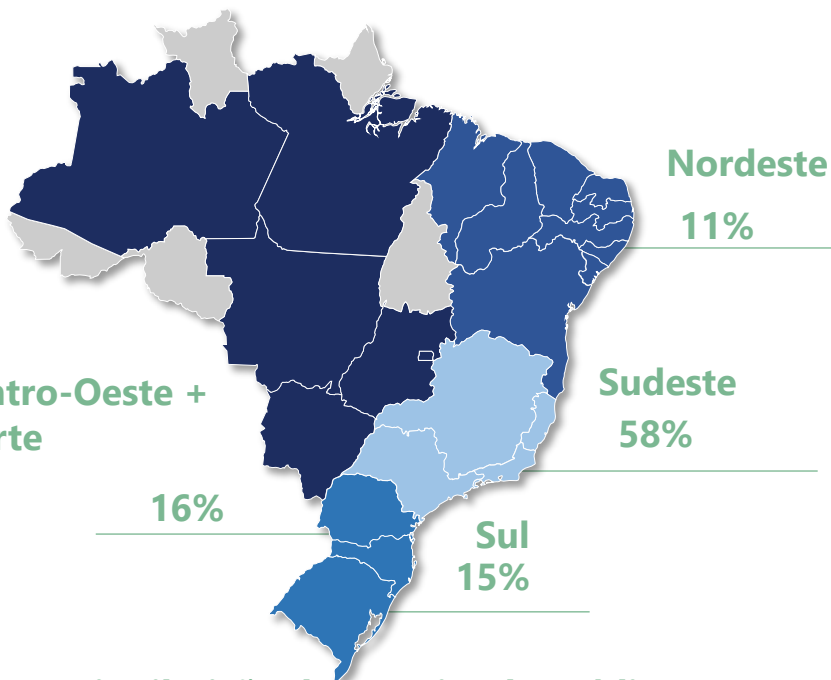 Nordeste
11%
Sudeste
58%
ntro-Oeste +
rte
16%
Sul
15%